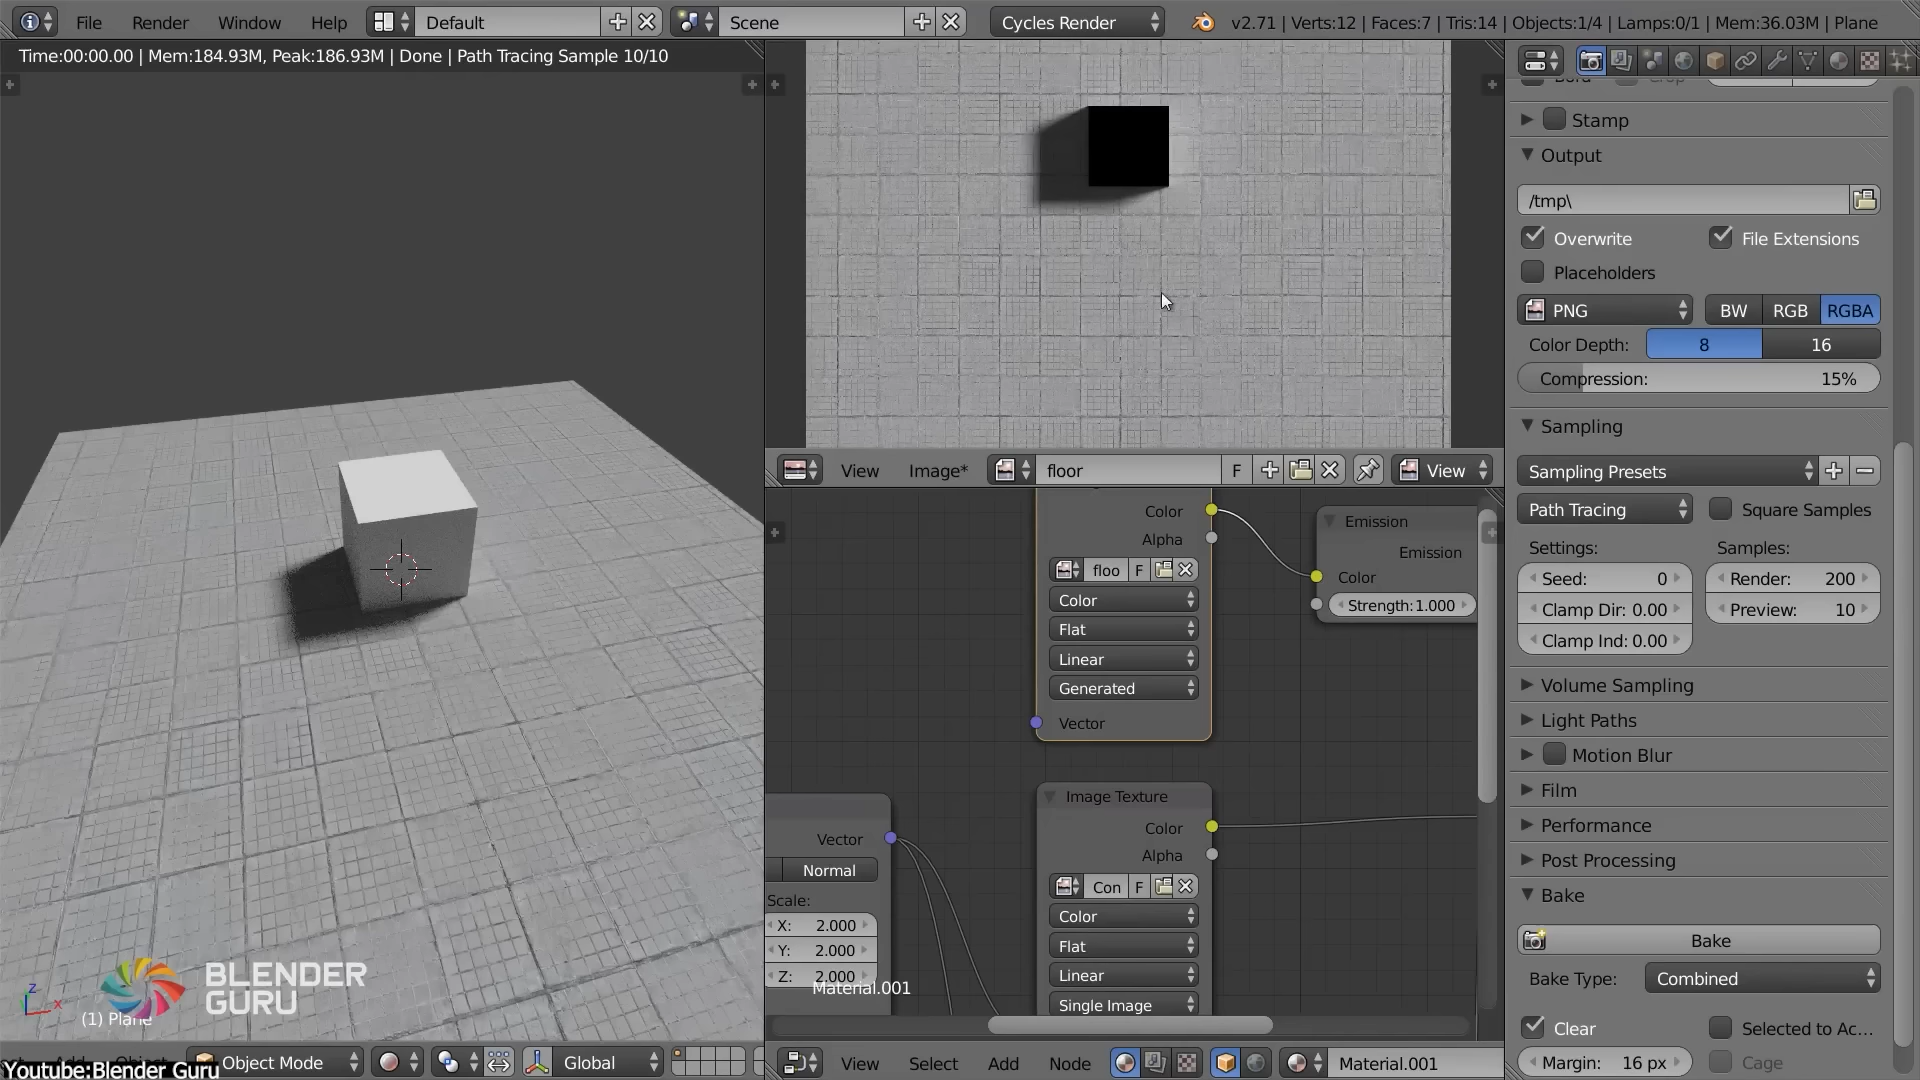 File Render Window Help Default Scene Cycles Render v2.71 | Verts:12 | Faces:7 | Tris:14 | Objects:1/4 | Lamps:0/1 | Mem:36.03M | Plane
Time:00:00.00 | Mem:184.93M, Peak:186.93M | Done | Path Tracing Sample 10/10
BLENDER
GURU
(1) Plane
Object Mode Global
Youtube:Blender Guru
View Image* floor F View
Color
Alpha
floo F
Color
Flat
Linear
Generated
Vector
Emission
Emission
Color
Strength:1.000
Image Texture
Color
Alpha
Con F
Color
Flat
Linear
Single Image
Vector
Normal
Scale:
X: 2.000
Y: 2.000
Z: 2.000
Material.001
View Select Add Node Material.001
Stamp
Output
/tmp\
Overwrite File Extensions
Placeholders
PNG BW RGB RGBA
Color Depth: 8 16
Compression: 15%
Sampling
Sampling Presets
Path Tracing Square Samples
Settings: Samples:
Seed: 0 Render: 200
Clamp Dir: 0.00 Preview: 10
Clamp Ind: 0.00
Volume Sampling
Light Paths
Motion Blur
Film
Performance
Post Processing
Bake
Bake
Bake Type: Combined
Clear Selected to Ac...
Margin: 16 px Cage